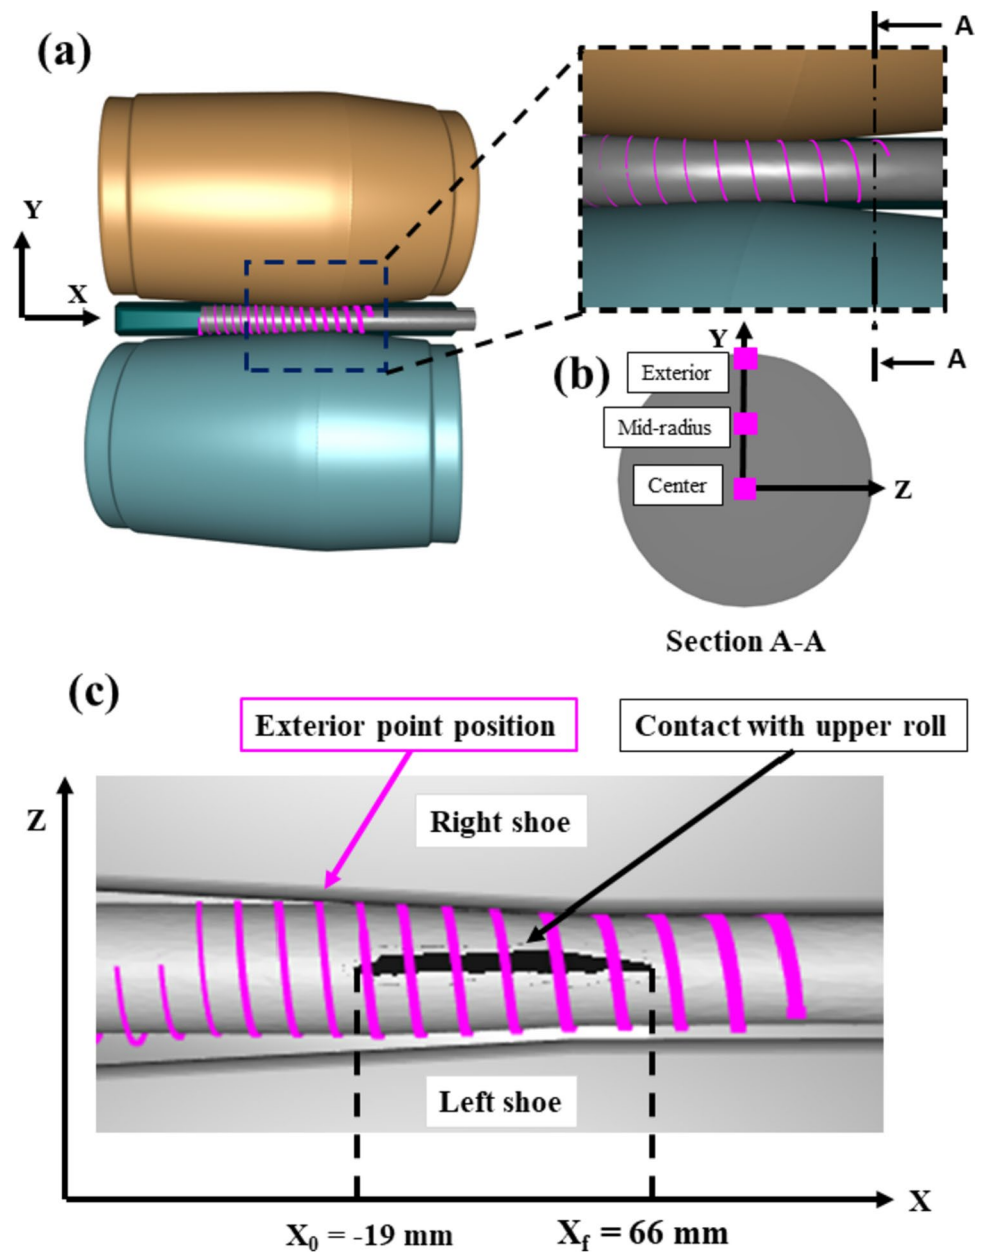 (a)
A
Y
X
A
(b)
Y
Exterior
Mid-radius
Center
Z
Section A-A
(c)
Exterior point position
Contact with upper roll
Z
Right shoe
Left shoe
X
X₀ = -19 mm
X_f = 66 mm